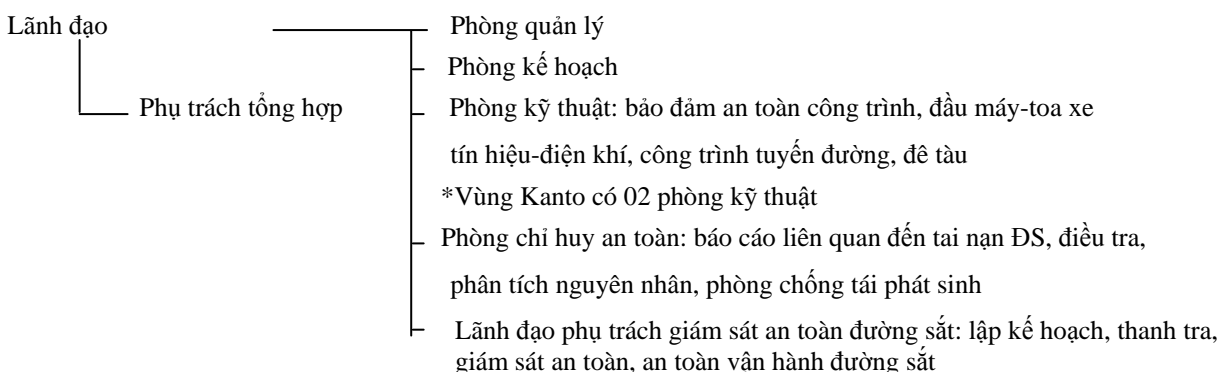 Lãnh đạo
Phòng quản lý
Phòng kế hoạch
Phụ trách tổng hợp
Phòng kỹ thuật: bảo đảm an toàn công trình, đầu máy-toa xe
tín hiệu-điện khí, công trình tuyến đường, đê tàu
*Vùng Kanto có 02 phòng kỹ thuật
Phòng chỉ huy an toàn: báo cáo liên quan đến tai nạn ĐS, điều tra,
phân tích nguyên nhân, phòng chống tái phát sinh
Lãnh đạo phụ trách giám sát an toàn đường sắt: lập kế hoạch, thanh tra,
giám sát an toàn, an toàn vận hành đường sắt